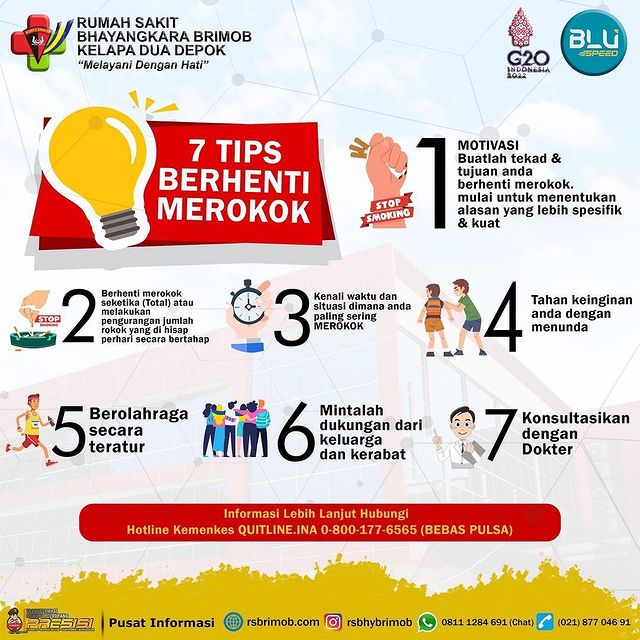 RUMAH SAKIT
BHAYANGKARA BRIMOB
KELAPA DUA DEPOK
"Melayani Dengan Hati"
G20
INDONESIA
2022
BLU
SPEED
7 TIPS
BERHENTI
MEROKOK
STOP
SMOKING
1
MOTIVASI
Buatlah tekad &
tujuan anda
berhenti merokok.
mulai untuk menentukan
alasan yang lebih spesifik
& kuat
STOP
SMOKING
2
Berhenti merokok
seketika (Total) atau
melakukan
pengurangan jumlah
rokok yang di hisap
perhari secara bertahap
3
Kenali waktu dan
situasi dimana anda
paling sering
MEROKOK
4
Tahan keinginan
anda dengan
menunda
5
Berolahraga
secara
teratur
6
Mintalah
dukungan dari
keluarga
dan kerabat
7
Konsultasikan
dengan
Dokter
Informasi Lebih Lanjut Hubungi
Hotline Kemenkes QUITLINE.INA 0-800-177-6565 (BEBAS PULSA)
PRESISI
Pusat Informasi
rsbrimob.com
rsbhybrimob
0811 1284 691 (Chat)
(021) 877 046 91